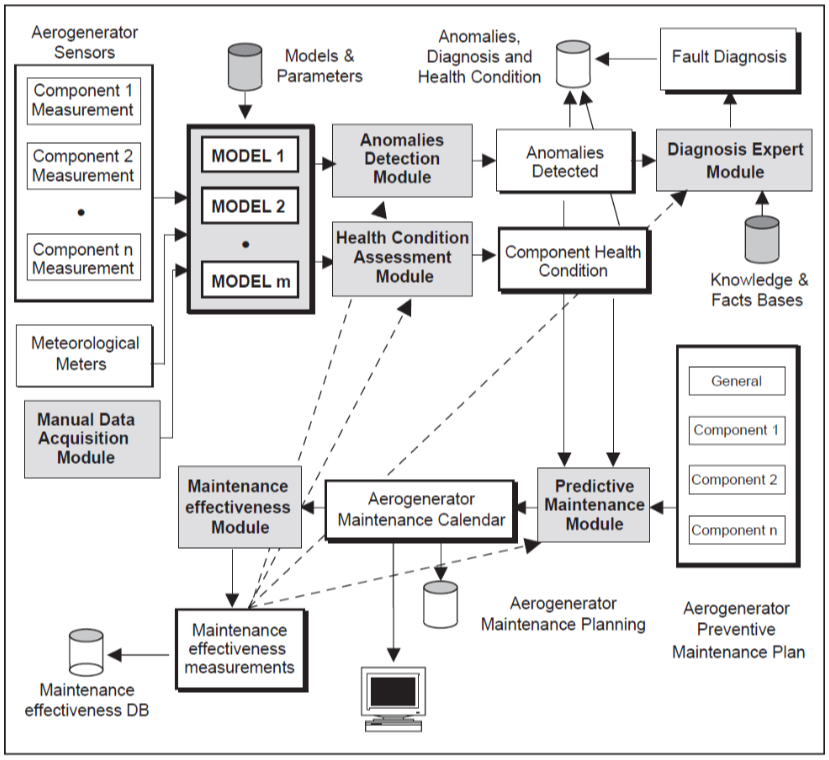 Aerogenerator
Sensors
Component 1
Measurement
Component 2
Measurement
Component n
Measurement
Meteorological
Meters
Manual Data
Acquisition
Module
Models &
Parameters
MODEL 1
MODEL 2
MODEL m
Anomalies
Detection
Module
Health Condition
Assessment
Module
Anomalies,
Diagnosis and
Health Condition
Anomalies
Detected
Component Health
Condition
Fault Diagnosis
Diagnosis Expert
Module
Knowledge &
Facts Bases
General
Component 1
Component 2
Component n
Aerogenerator
Preventive
Maintenance Plan
Predictive
Maintenance
Module
Aerogenerator
Maintenance Calendar
Aerogenerator
Maintenance Planning
Maintenance
effectiveness
Module
Maintenance
effectiveness
measurements
Maintenance
effectiveness DB